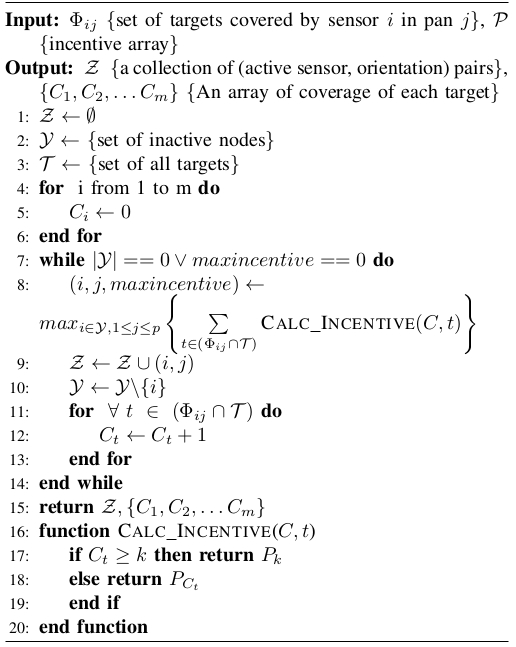 Input: Φ_ij {set of targets covered by sensor i in pan j}, 𝒫
{incentive array}
Output: 𝒵 {a collection of (active sensor, orientation) pairs},
{C_1, C_2, . . . C_m} {An array of coverage of each target}
1: 𝒵 ← ∅
2: 𝒴 ← {set of inactive nodes}
3: 𝒯 ← {set of all targets}
4: for i from 1 to m do
5: C_i ← 0
6: end for
7: while |𝒴| == 0 ∨ maxincentive == 0 do
8: (i, j, maxincentive) ←
max_{i∈𝒴,1≤j≤p} { ∑_{t∈(Φ_ij∩𝒯)} CALC_INCENTIVE(C, t) }
9: 𝒵 ← 𝒵 ∪ (i, j)
10: 𝒴 ← 𝒴\{i}
11: for ∀ t ∈ (Φ_ij ∩ 𝒯) do
12: C_t ← C_t + 1
13: end for
14: end while
15: return 𝒵, {C_1, C_2, . . . C_m}
16: function CALC_INCENTIVE(C, t)
17: if C_t ≥ k then return P_k
18: else return P_{C_t}
19: end if
20: end function